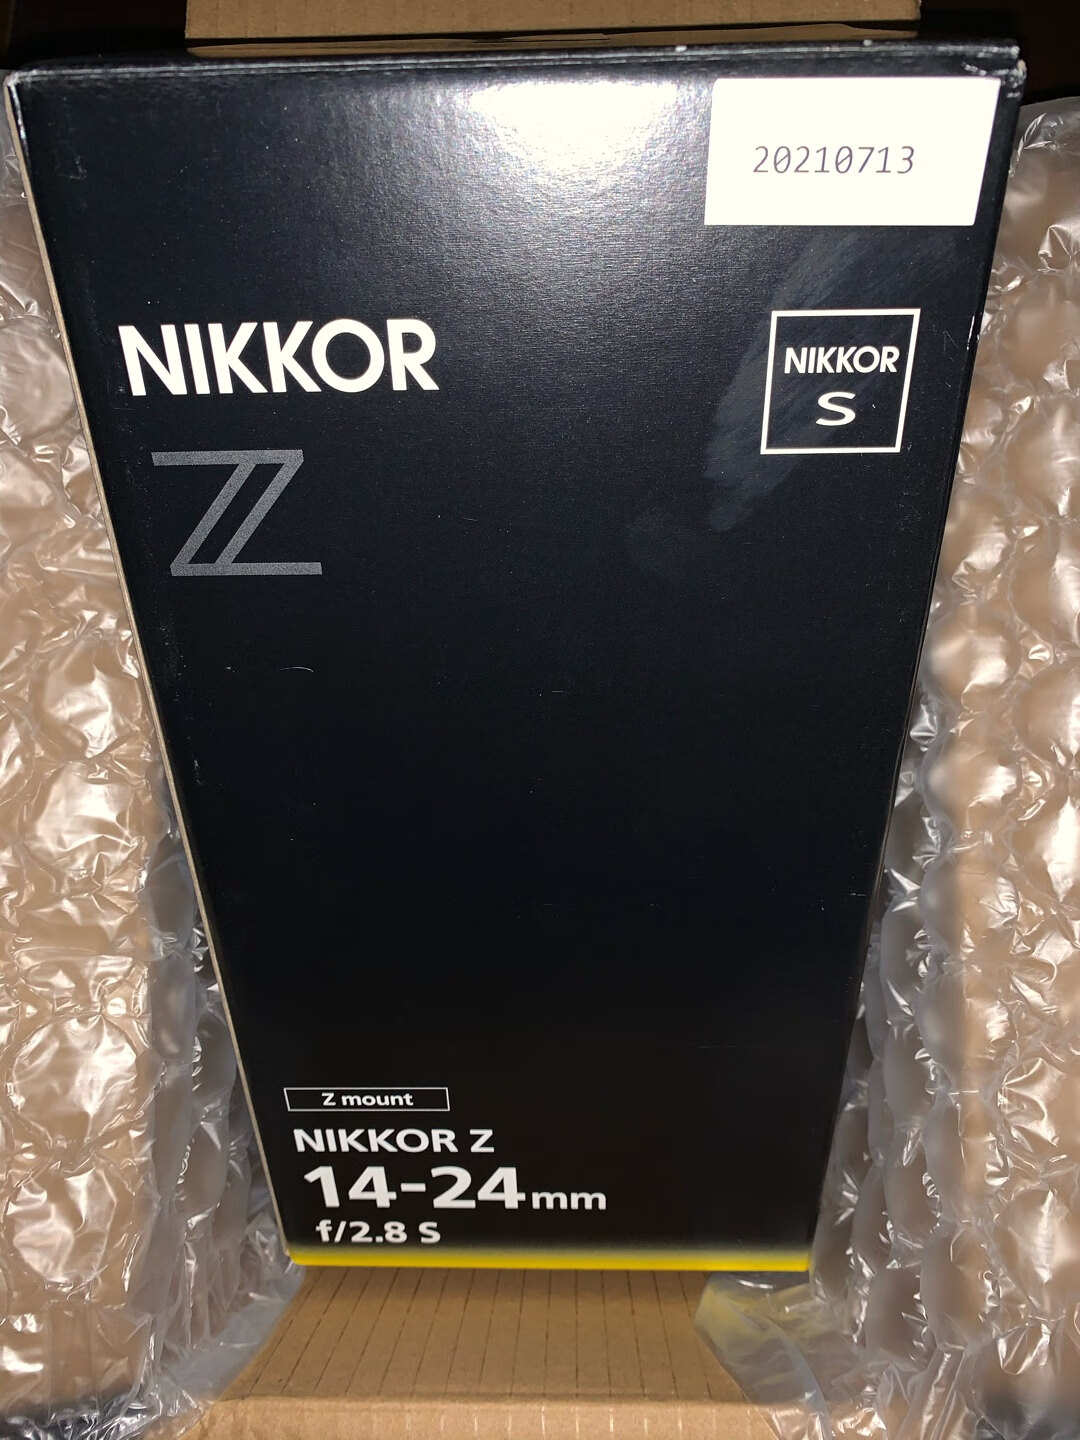 20210713
NIKKOR
Z
NIKKOR
S
Z mount
NIKKOR Z
14-24mm
f/2.8 S